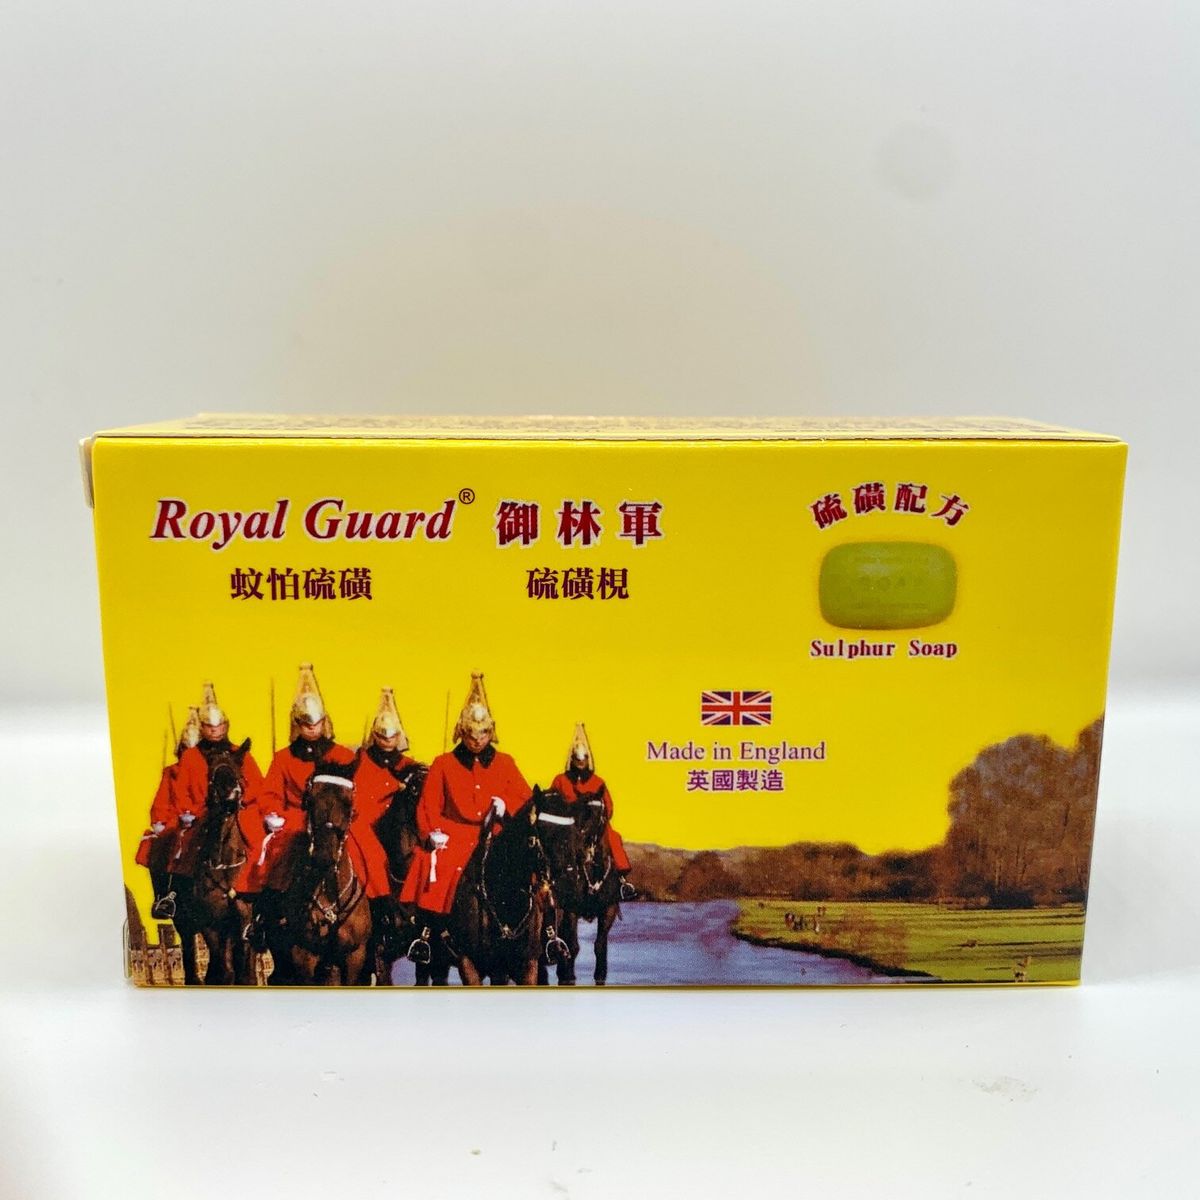 Royal Guard® 御林軍
蚊怕硫磺 硫磺梘
硫磺配方
SOAP
Sulphur Soap
Made in England
英國製造